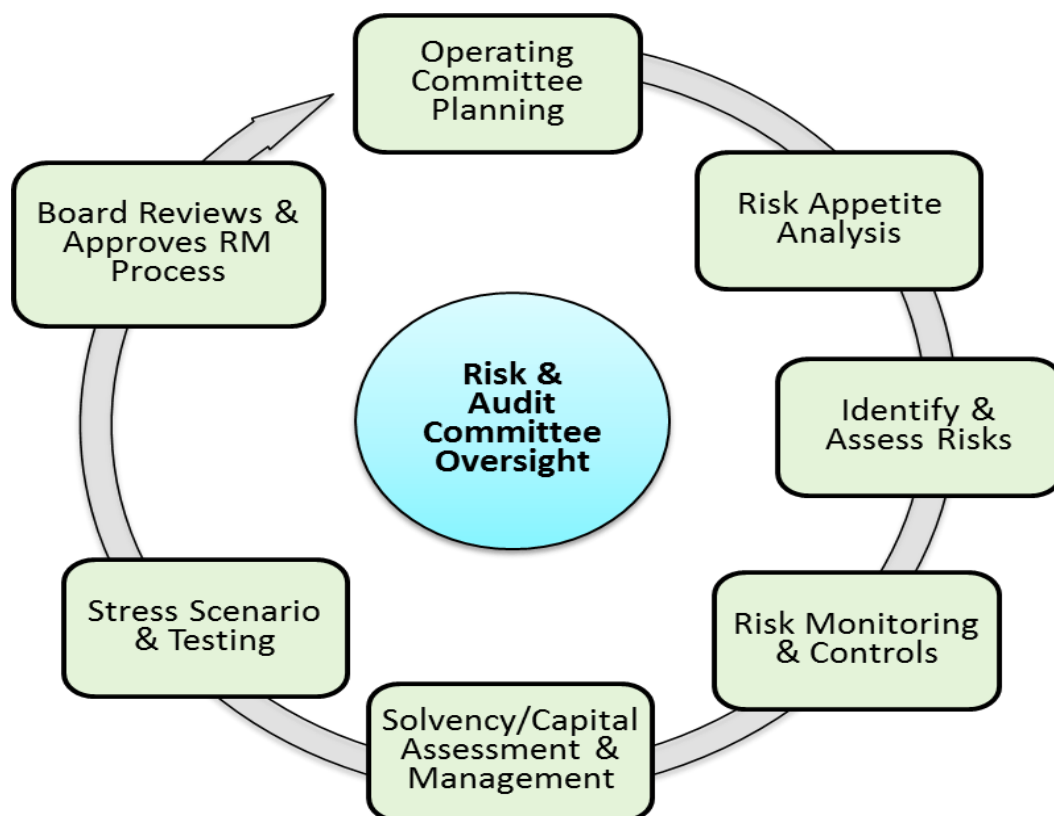 Operating
Committee
Planning
Risk Appetite
Analysis
Identify &
Assess Risks
Risk Monitoring
& Controls
Solvency/Capital
Assessment &
Management
Stress Scenario
& Testing
Board Reviews &
Approves RM
Process
Risk &
Audit
Committee
Oversight